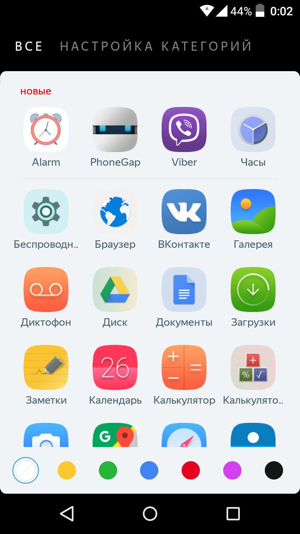 44% 0:02
ВСЕ НАСТРОЙКА КАТЕГОРИЙ
новые
Alarm PhoneGap Viber Часы
Беспроводн.. Браузер ВКонтакте Галерея
Диктофон Диск Документы Загрузки
26
Заметки Календарь Калькулятор Калькулято..